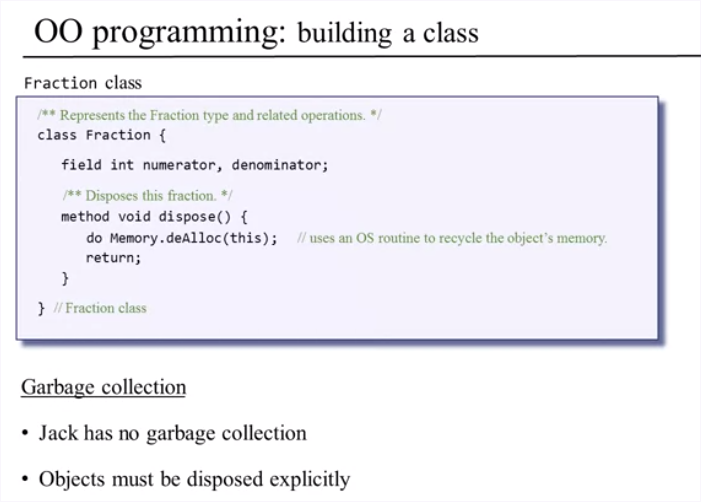 OO programming: building a class
Fraction class
/** Represents the Fraction type and related operations. */
class Fraction {
field int numerator, denominator;
/** Disposes this fraction. */
method void dispose() {
do Memory.deAlloc(this); // uses an OS routine to recycle the object's memory.
return;
}
} // Fraction class
Garbage collection
• Jack has no garbage collection
• Objects must be disposed explicitly